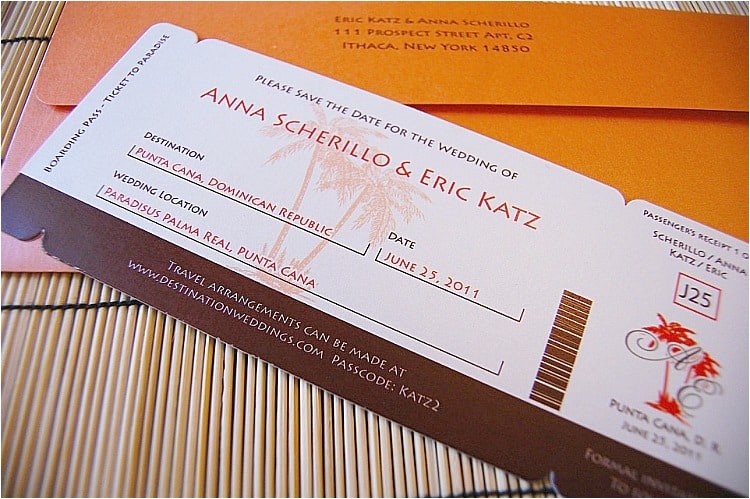 Eric Katz & Anna Scherillo
111 Prospect Street Apt. C2
Ithaca, New York 14850
Boarding Pass - Ticket to Paradise
Please Save the Date for the Wedding of
Anna Scherillo & Eric Katz
Destination
Punta Cana, Dominican Republic
Wedding Location
Paradisus Palma Real, Punta Cana
Date
June 25, 2011
Travel arrangements can be made at
www.destinationweddings.com Passcode: Katz2
Passenger's Receipt 1 of
Scherillo / Anna
Katz / Eric
J25
A
E
Punta Cana, D. R.
June 25, 2011
Formal
to